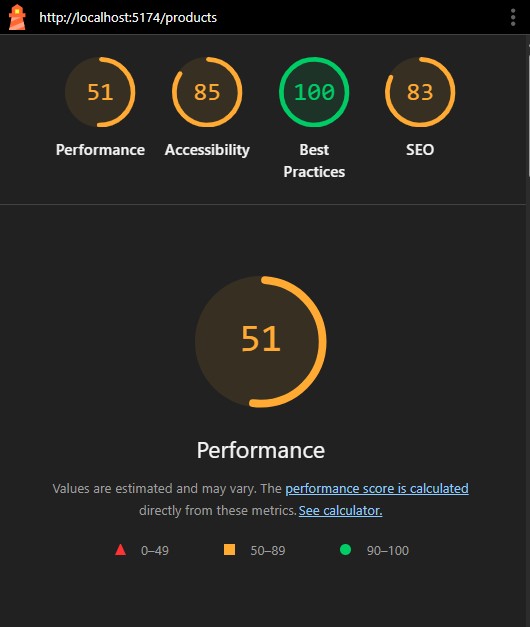 http://localhost:5174/products
51 85 100 83
Performance Accessibility Best Practices SEO
51
Performance
Values are estimated and may vary. The performance score is calculated
directly from these metrics. See calculator.
0–49 50–89 90–100